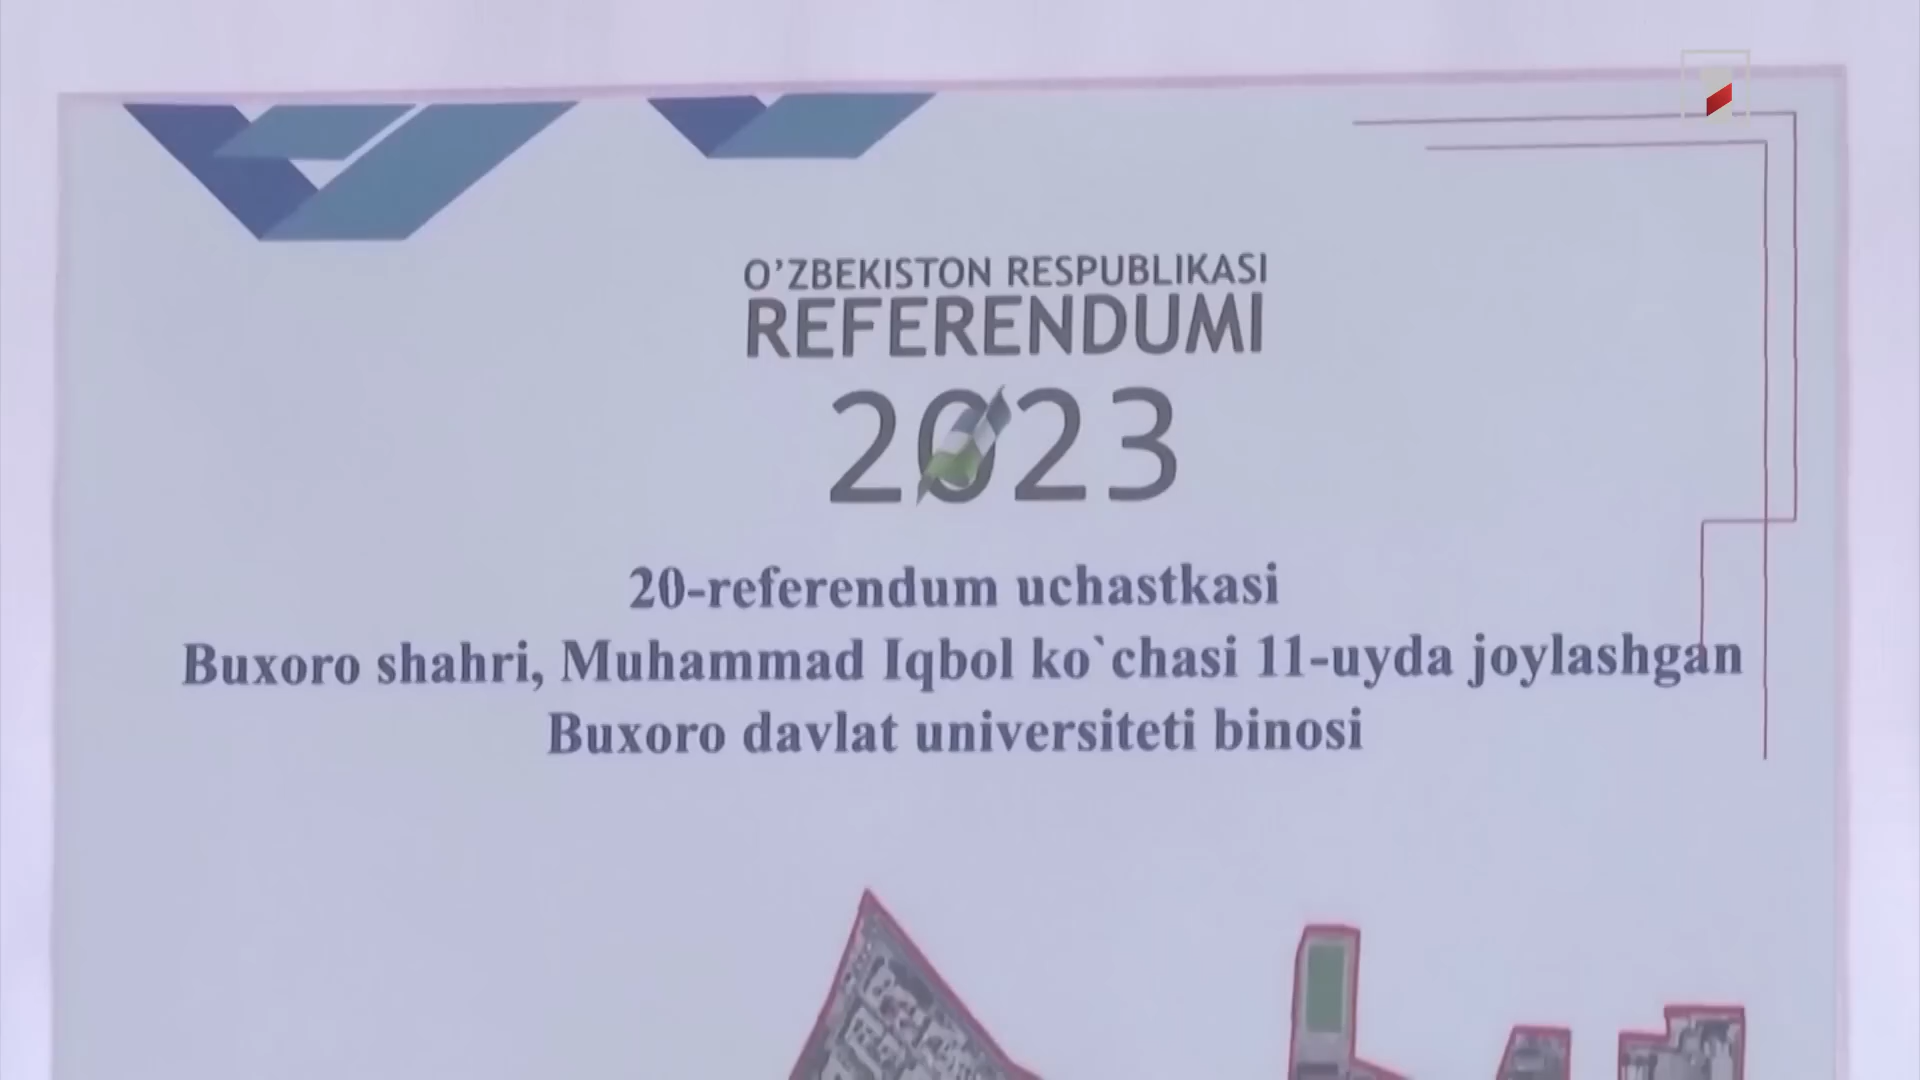 O’ZBEKISTON RESPUBLIKASI
REFERENDUMI
2023
20-referendum uchastkasi
Buxoro shahri, Muhammad Iqbol ko`chasi 11-uyda joylashgan
Buxoro davlat universiteti binosi